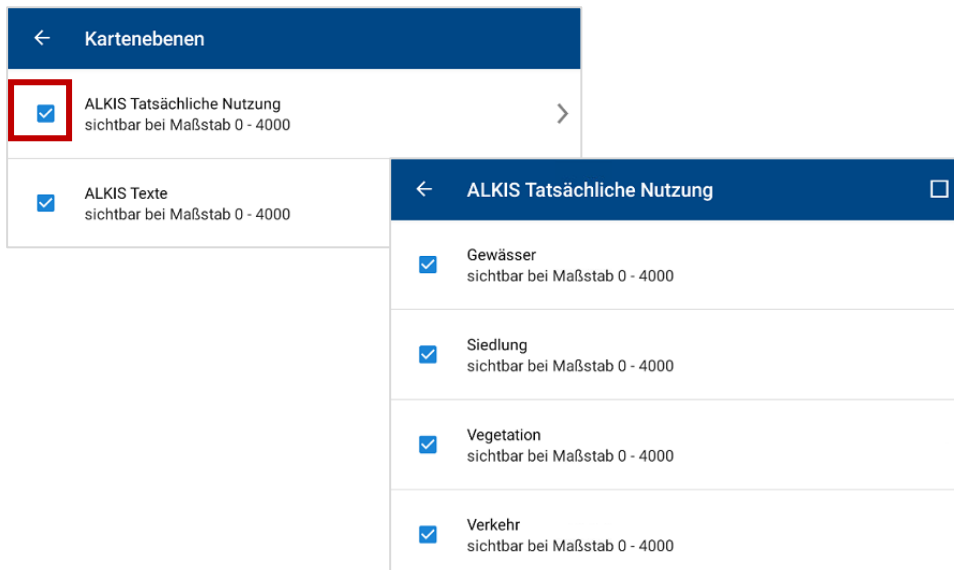 Kartenebenen
ALKIS Tatsächliche Nutzung
sichtbar bei Maßstab 0 - 4000
ALKIS Texte
sichtbar bei Maßstab 0 - 4000
ALKIS Tatsächliche Nutzung
Gewässer
sichtbar bei Maßstab 0 - 4000
Siedlung
sichtbar bei Maßstab 0 - 4000
Vegetation
sichtbar bei Maßstab 0 - 4000
Verkehr
sichtbar bei Maßstab 0 - 4000